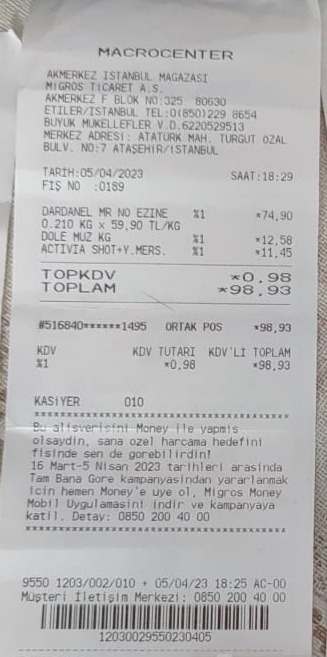 MACROCENTER
AKMERKEZ ISTANBUL MAGAZASI
MIGROS TICARET A.S.
AKMERKEZ F BLOK NO:325 80630
ETILER/ISTANBUL TEL:0(850)229 8654
BUYUK MUKELLEFLER V.D.6220529513
MERKEZ ADRESI: ATATURK MAH. TURGUT OZAL
BULV. NO:7 ATAŞEHIR/ISTANBUL
TARIH:05/04/2023 SAAT:18:29
FIŞ NO :0189
DARDANEL MR NO EZINE %1 *74,90
0.210 KG x 59,90 TL/KG
DOLE MUZ KG %1 *12,58
ACTIVIA SHOT+Y.MERS. %1 *11,45
TOPKDV *0,98
TOPLAM *98,93
#516840******1495 ORTAK POS *98,93
KDV KDV TUTARI KDV'LI TOPLAM
%1 *0,98 *98,93
KASIYER 010
Bu alisverisini Money ile yapmis
olsaydin, sana ozel harcama hedefini
fisinde sen de gorebilirdin!
16 Mart-5 Nisan 2023 tarihleri arasinda
Tam Bana Gore kampanyasindan yararlanmak
icin hemen Money'e uye ol, Migros Money
Mobil Uygulamasini indir ve kampanyaya
katil. Detay: 0850 200 40 00
9550 1203/002/010 + 05/04/23 18:25 AC-00
Müşteri İletişim Merkezi: 0850 200 40 00
12030029550230405